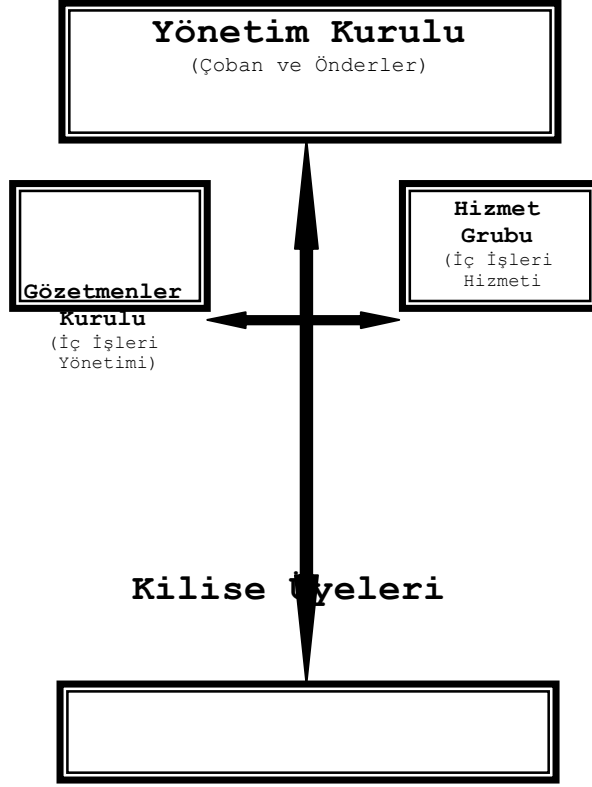 Yönetim Kurulu
(Çoban ve Önderler)
Gözetmenler
Kurulu
(İç İşleri
Yönetimi)
Hizmet
Grubu
(İç İşleri
Hizmeti
Kilise Üyeleri